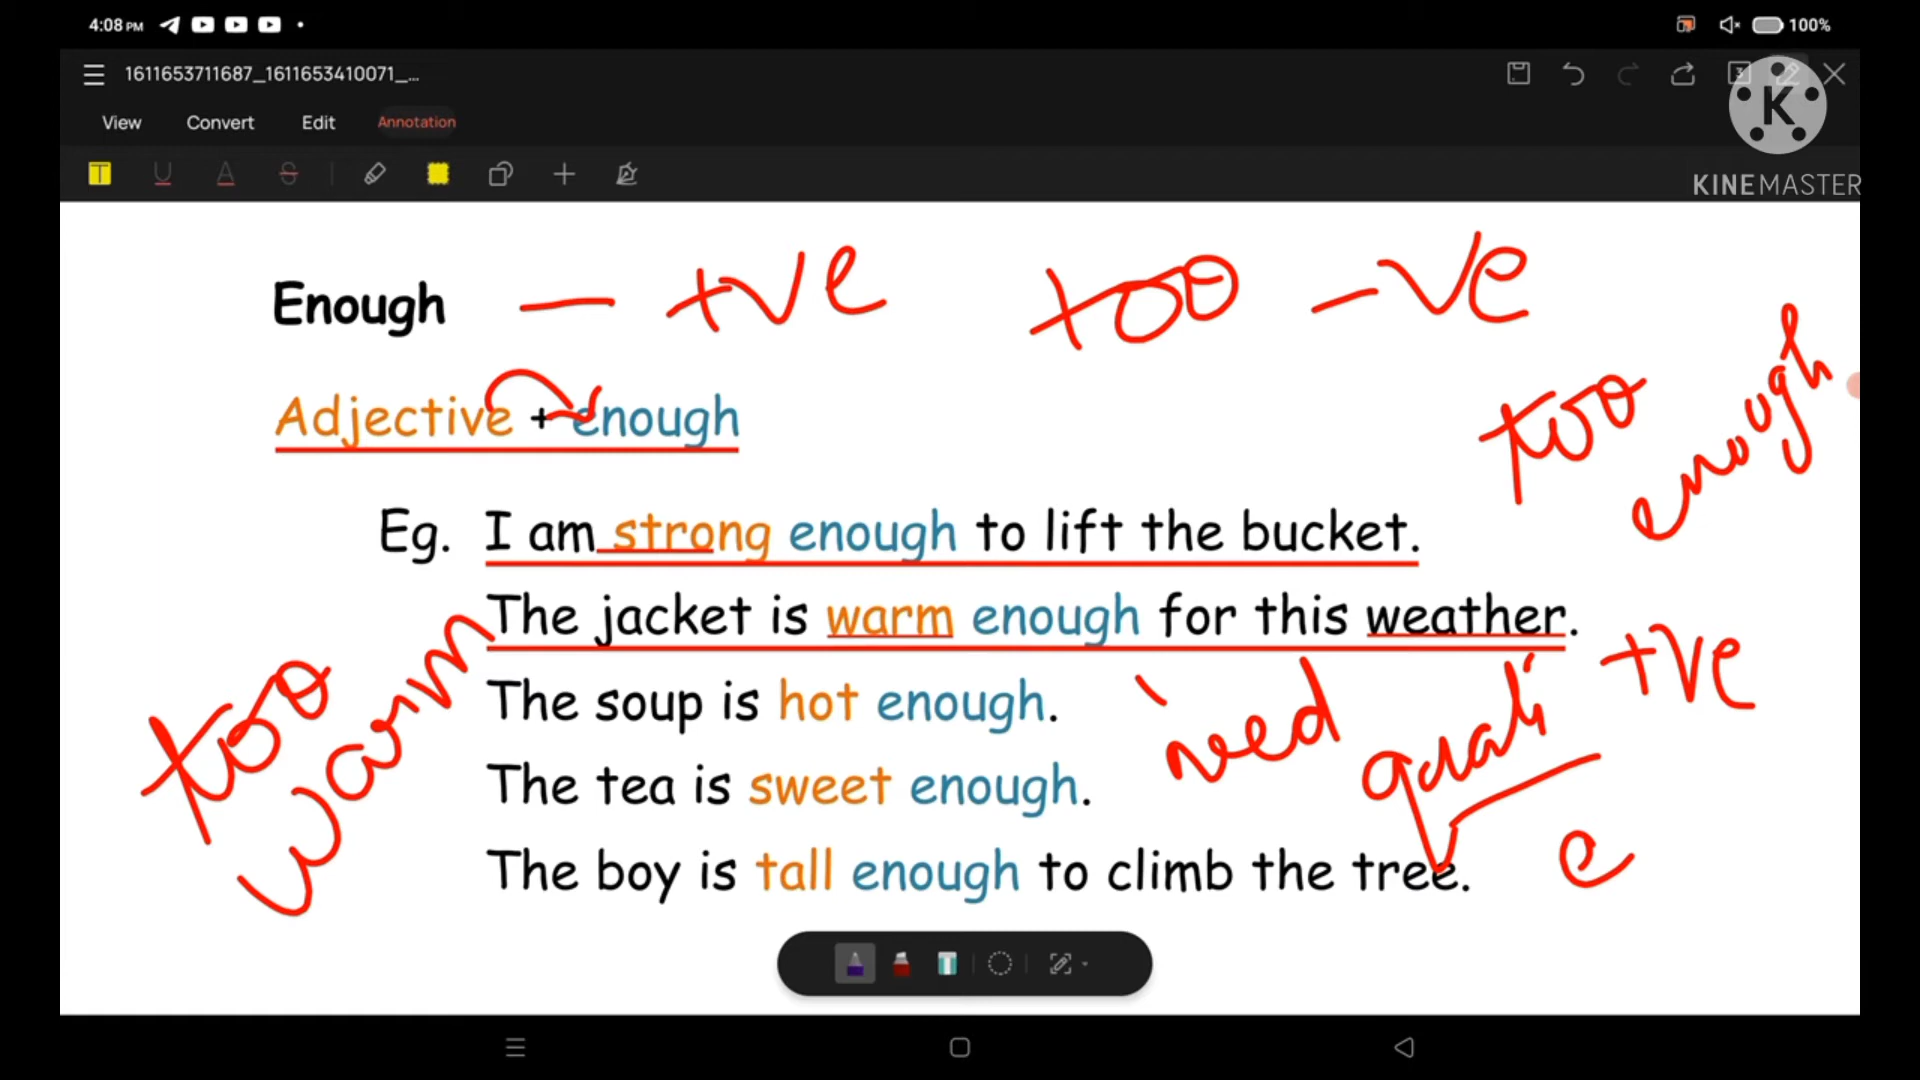 4:08 PM 100%
1611653711687_1611653410071_...
3
K
View Convert Edit Annotation
T U A S
KINEMASTER
Enough — +ve too -ve
Adjective + enough
too enough
Eg. I am strong enough to lift the bucket.
The jacket is warm enough for this weather.
+ve
The soup is hot enough.
too warm
need
The tea is sweet enough.
The boy is tall enough to climb the tree.